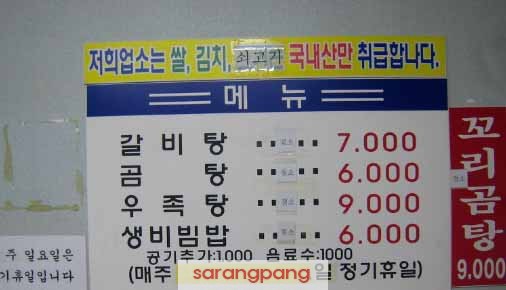 저희업소는 쌀, 김치, 쇠고기 국내산만 취급합니다.
메뉴
갈비탕 7.000
곰탕 6.000
우족탕 9.000
생비빔밥 6.000
공기추가:1,000 음료수:1000
(매주 일 정기휴일)
sarangpang
꼬리곰탕
9.000
주 일요일은
기휴일입니다